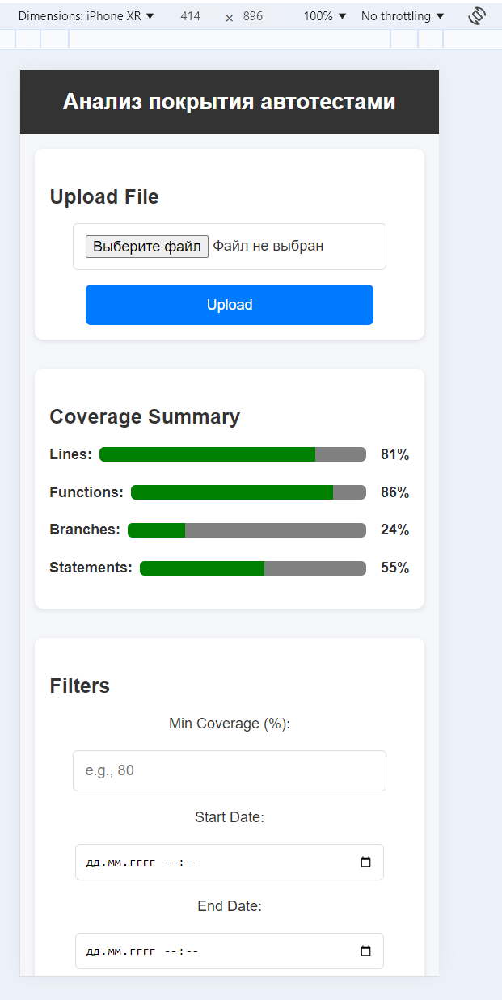 Dimensions: iPhone XR ▼ 414 × 896 100% ▼ No throttling ▼
Анализ покрытия автотестами
Upload File
Выберите файл Файл не выбран
Upload
Coverage Summary
Lines: 81%
Functions: 86%
Branches: 24%
Statements: 55%
Filters
Min Coverage (%):
e.g., 80
Start Date:
дд.мм.гггг --:--
End Date:
дд.мм.гггг --:--